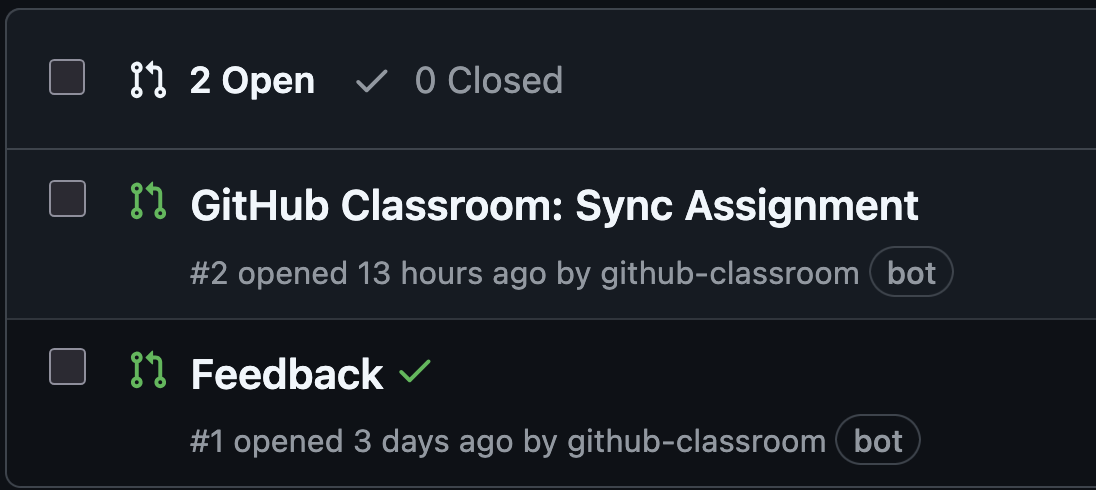 2 Open 0 Closed
GitHub Classroom: Sync Assignment
#2 opened 13 hours ago by github-classroom bot
Feedback
#1 opened 3 days ago by github-classroom bot